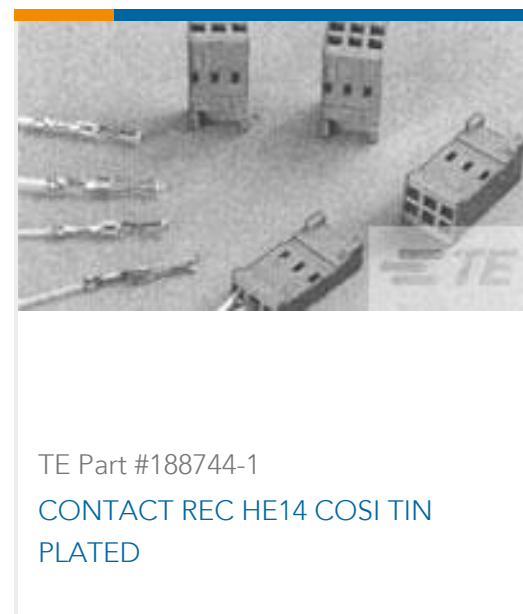 TE
TE Part #188744-1
CONTACT REC HE14 COSI TIN
PLATED